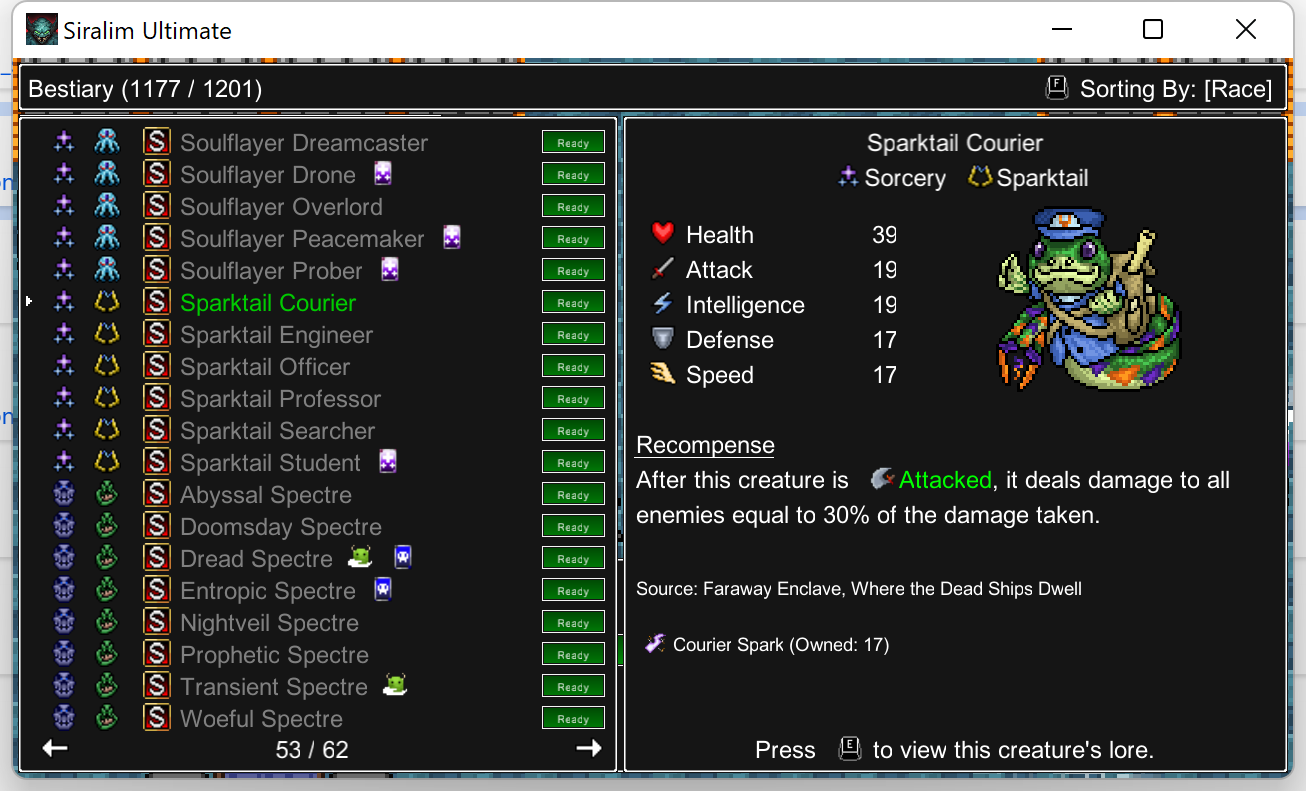 Siralim Ultimate
Bestiary (1177 / 1201)
F
Sorting By: [Race]
S Soulflayer Dreamcaster Ready
S Soulflayer Drone Ready
S Soulflayer Overlord Ready
S Soulflayer Peacemaker Ready
S Soulflayer Prober Ready
S Sparktail Courier Ready
S Sparktail Engineer Ready
S Sparktail Officer Ready
S Sparktail Professor Ready
S Sparktail Searcher Ready
S Sparktail Student Ready
S Abyssal Spectre Ready
S Doomsday Spectre Ready
S Dread Spectre Ready
S Entropic Spectre Ready
S Nightveil Spectre Ready
S Prophetic Spectre Ready
S Transient Spectre Ready
S Woeful Spectre Ready
53 / 62
Sparktail Courier
Sorcery Sparktail
Health 39
Attack 19
Intelligence 19
Defense 17
Speed 17
Recompense
After this creature is Attacked, it deals damage to all
enemies equal to 30% of the damage taken.
Source: Faraway Enclave, Where the Dead Ships Dwell
Courier Spark (Owned: 17)
Press E to view this creature's lore.